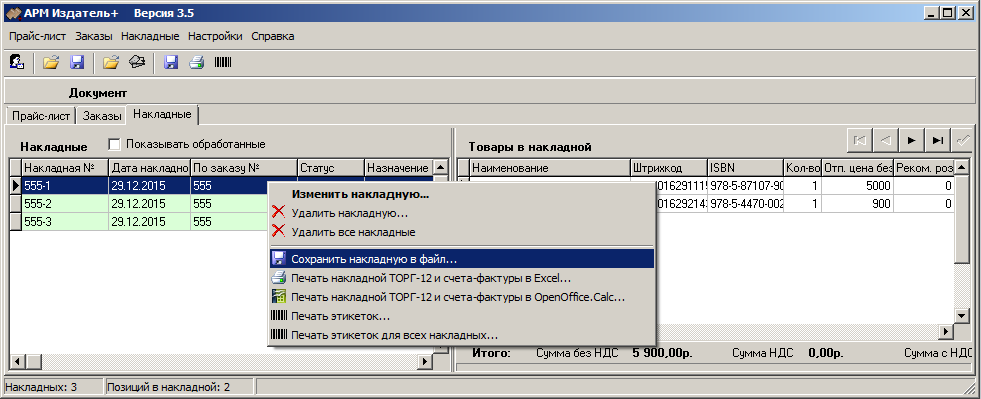 АРМ Издатель+ Версия 3.5
Прайс-лист Заказы Накладные Настройки Справка
Документ
Прайс-лист Заказы Накладные
Накладные Показывать обработанные
Товары в накладной
Накладная № Дата накладно По заказу № Статус Назначение
Наименование Штрихкод ISBN Кол-во Отп. цена без Реком. роз
555-1 29.12.2015 555
016291115 978-5-87107-90 1 5000 0
555-2 29.12.2015 555
016292143 978-5-4470-002 1 900 0
555-3 29.12.2015 555
Изменить накладную...
Удалить накладную...
Удалить все накладные
Сохранить накладную в файл...
Печать накладной ТОРГ-12 и счета-фактуры в Excel...
Печать накладной ТОРГ-12 и счета-фактуры в OpenOffice.Calc...
Печать этикеток...
Печать этикеток для всех накладных...
Итого: Сумма без НДС 5 900,00р. Сумма НДС 0,00р. Сумма с НДС
Накладных: 3 Позиций в накладной: 2